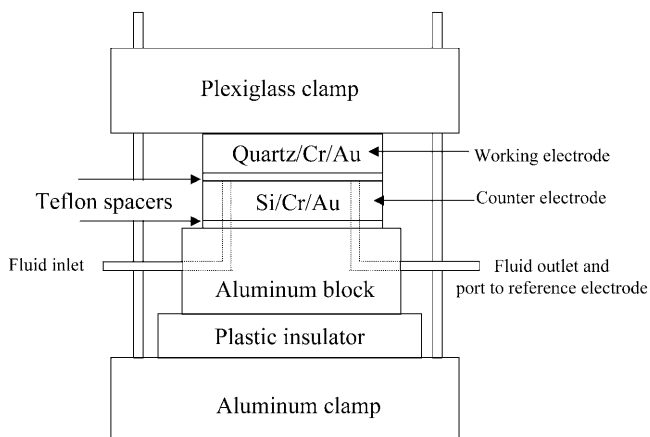 Plexiglass clamp
Quartz/Cr/Au
Working electrode
Teflon spacers
Si/Cr/Au
Counter electrode
Fluid inlet
Fluid outlet and
port to reference electrode
Aluminum block
Plastic insulator
Aluminum clamp